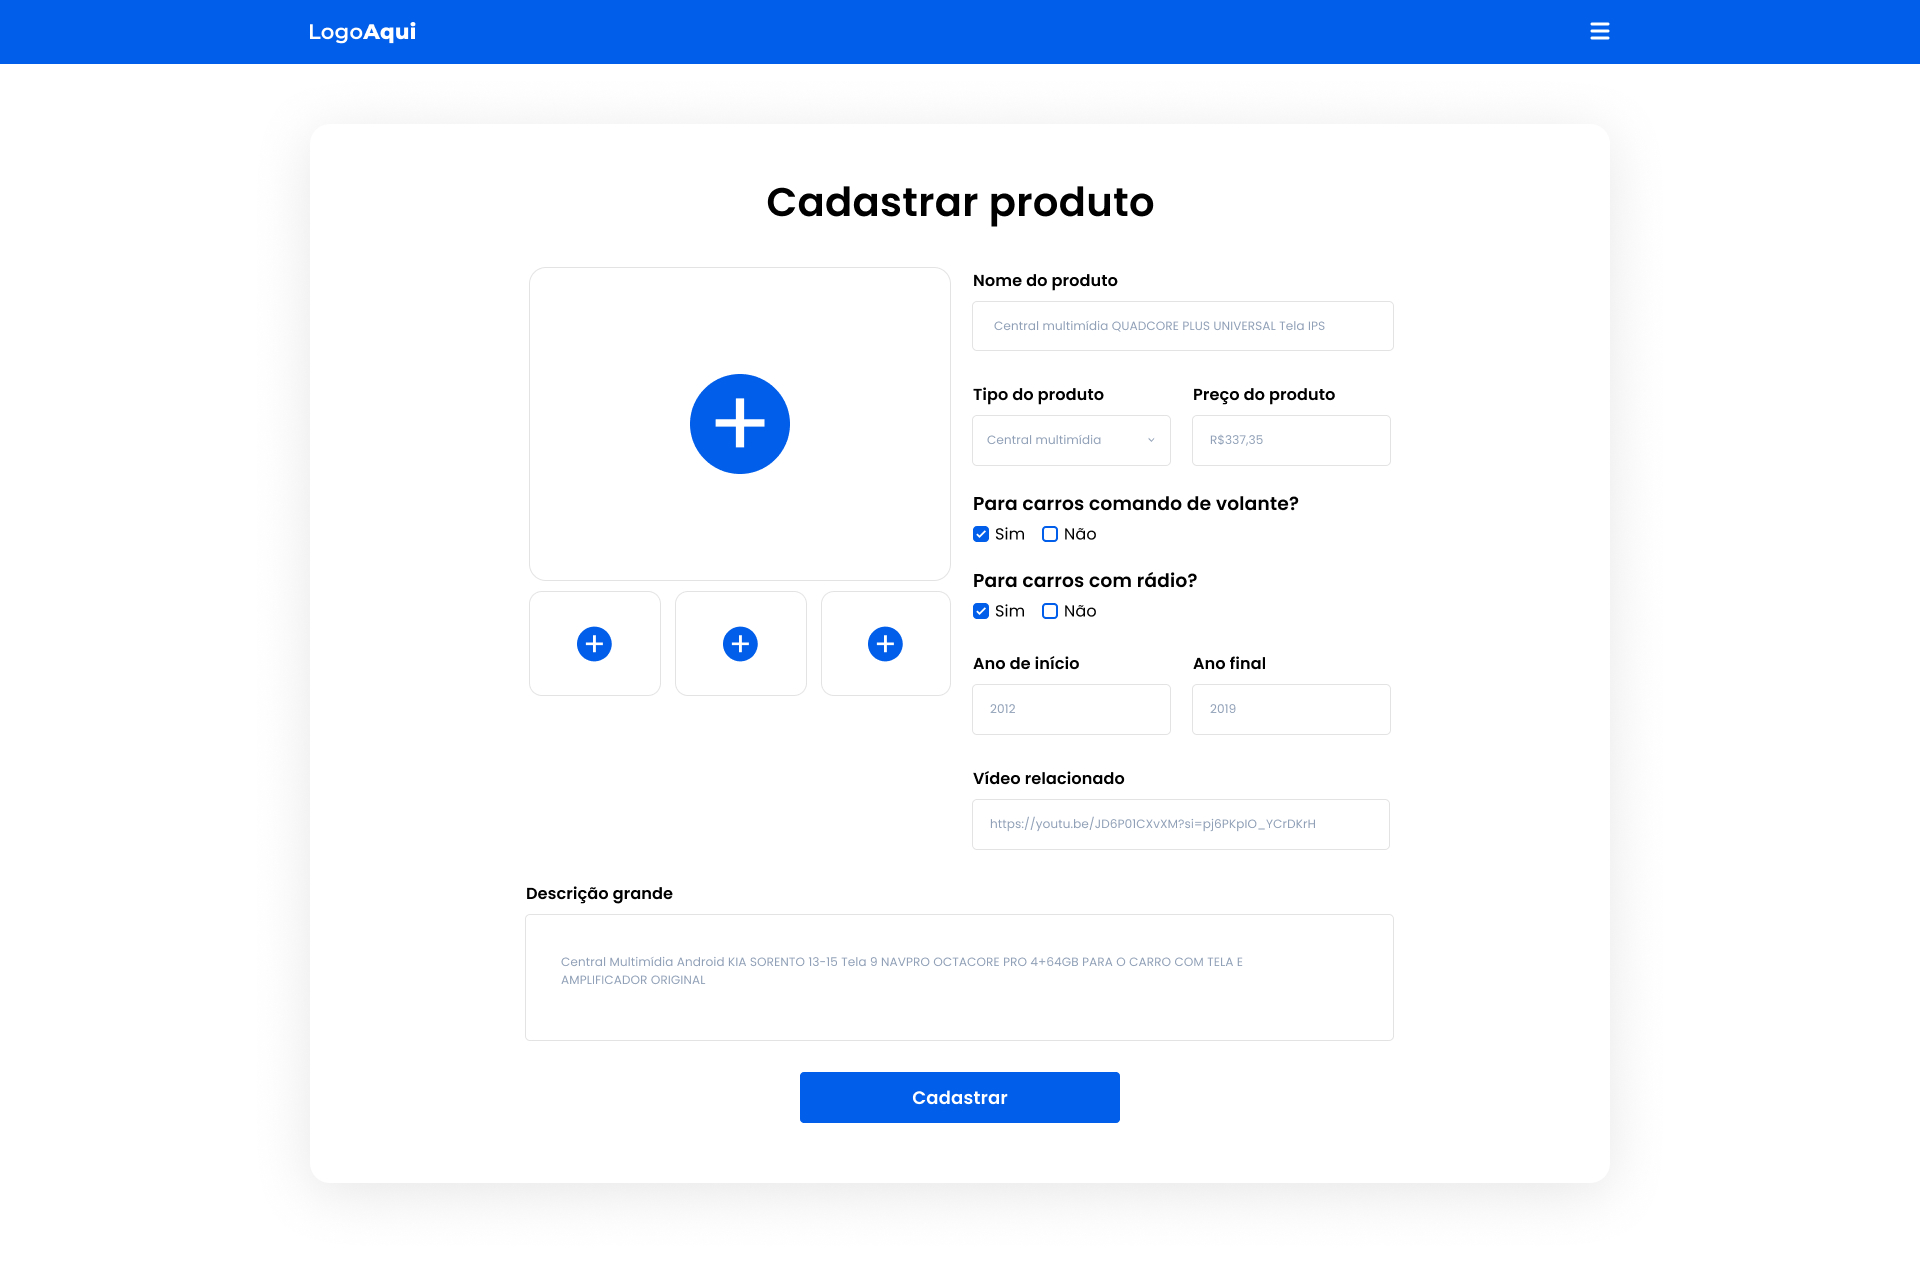 LogoAqui
Cadastrar produto
Nome do produto
Central multimídia QUADCORE PLUS UNIVERSAL Tela IPS
Tipo do produto
Preço do produto
Central multimídia
R$337,35
Para carros comando de volante?
Sim
Não
Para carros com rádio?
Sim
Não
Ano de início
Ano final
2012
2019
Vídeo relacionado
https://youtu.be/JD6P01CXvXM?si=pj6PKpIO_YCrDKrH
Descrição grande
Central Multimídia Android KIA SORENTO 13-15 Tela 9 NAVPRO OCTACORE PRO 4+64GB PARA O CARRO COM TELA E
AMPLIFICADOR ORIGINAL
Cadastrar